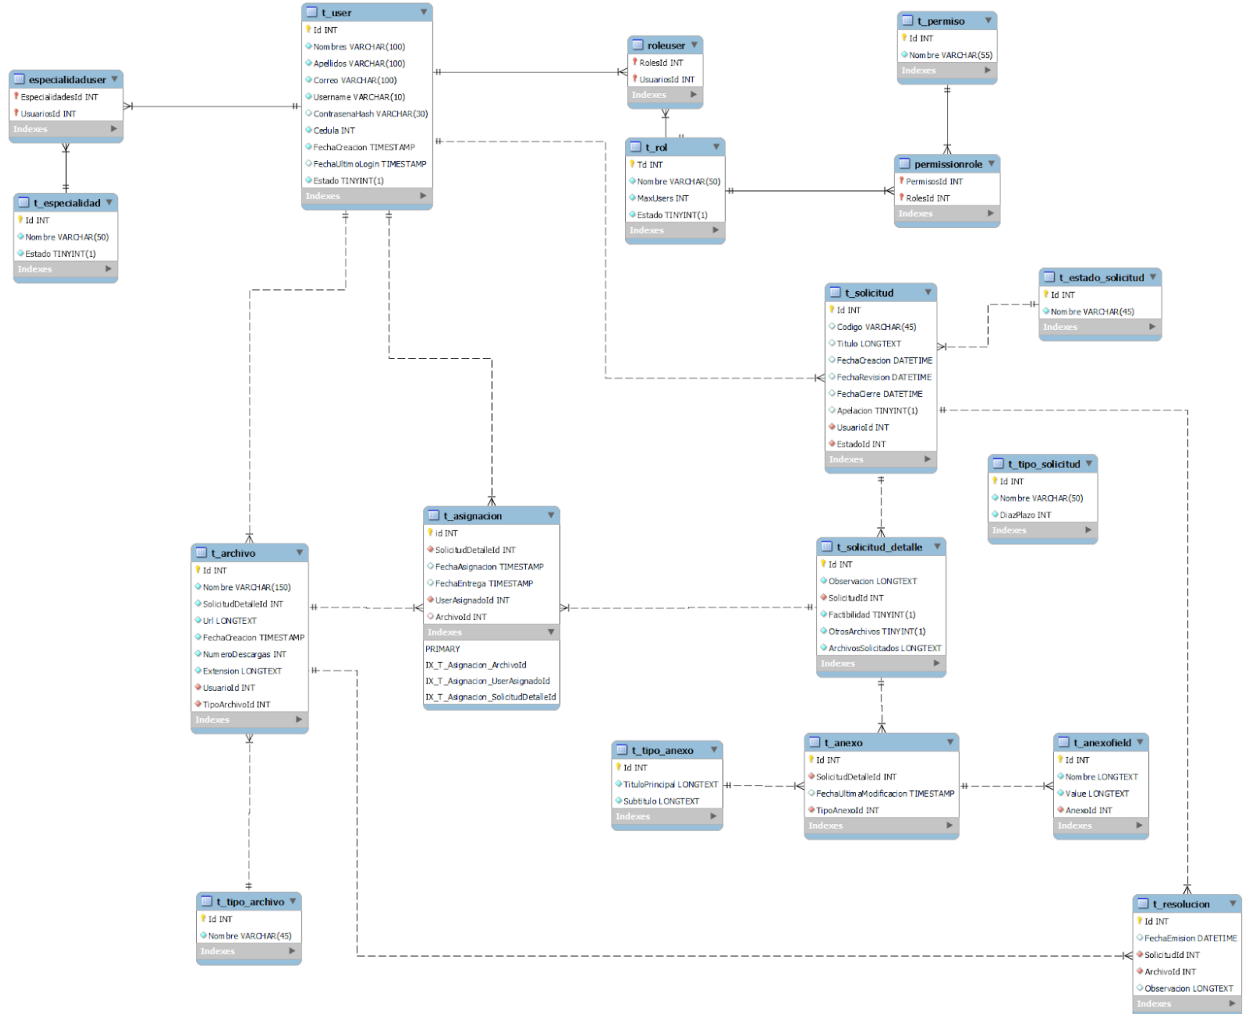 t_user
Id INT
Nombres VARCHAR(100)
Apellidos VARCHAR(100)
Correo VARCHAR(100)
Username VARCHAR(10)
ContrasenaHash VARCHAR(30)
Cedula INT
FechaCreacion TIMESTAMP
FechaUltimoLogin TIMESTAMP
Estado TINYINT(1)
Indexes
roleuser
RolesId INT
UsuariosId INT
Indexes
t_permiso
Id INT
Nombre VARCHAR(55)
Indexes
especialidaduser
EspecialidadesId INT
UsuariosId INT
Indexes
t_rol
Id INT
Nombre VARCHAR(50)
MaxUsers INT
Estado TINYINT(1)
Indexes
permissionrole
PermisosId INT
RolesId INT
Indexes
t_especialidad
Id INT
Nombre VARCHAR(50)
Estado TINYINT(1)
Indexes
t_solicitud
Id INT
Codigo VARCHAR(45)
Titulo LONGTEXT
FechaCreacion DATETIME
FechaRevision DATETIME
FechaCierre DATETIME
Apelacion TINYINT(1)
UsuarioId INT
EstadoId INT
Indexes
t_estado_solicitud
Id INT
Nombre VARCHAR(45)
Indexes
t_tipo_solicitud
Id INT
Nombre VARCHAR(50)
DiazPlazo INT
Indexes
t_asignacion
id INT
SolicitudDetalleId INT
FechaAsignacion TIMESTAMP
FechaEntrega TIMESTAMP
UserAsignadoId INT
ArchivoId INT
Indexes
PRIMARY
IX_T_Asignacion_ArchivoId
IX_T_Asignacion_UserAsignadoId
IX_T_Asignacion_SolicitudDetalleId
t_archivo
Id INT
Nombre VARCHAR(150)
SolicitudDetalleId INT
Url LONGTEXT
FechaCreacion TIMESTAMP
NumeroDescargas INT
Extension LONGTEXT
UsuarioId INT
TipoArchivoId INT
Indexes
t_solicitud_detalle
Id INT
Observacion LONGTEXT
SolicitudId INT
Factibilidad TINYINT(1)
OtrosArchivos TINYINT(1)
ArchivosSolicitados LONGTEXT
Indexes
t_tipo_anexo
Id INT
TituloPrincipal LONGTEXT
Subtitulo LONGTEXT
Indexes
t_anexo
Id INT
SolicitudDetalleId INT
FechaUltimaModificacion TIMESTAMP
TipoAnexoId INT
Indexes
t_anexofield
Id INT
Nombre LONGTEXT
Value LONGTEXT
AnexoId INT
Indexes
t_tipo_archivo
Id INT
Nombre VARCHAR(45)
Indexes
t_resolucion
Id INT
FechaEmision DATETIME
SolicitudId INT
ArchivoId INT
Observacion LONGTEXT
Indexes